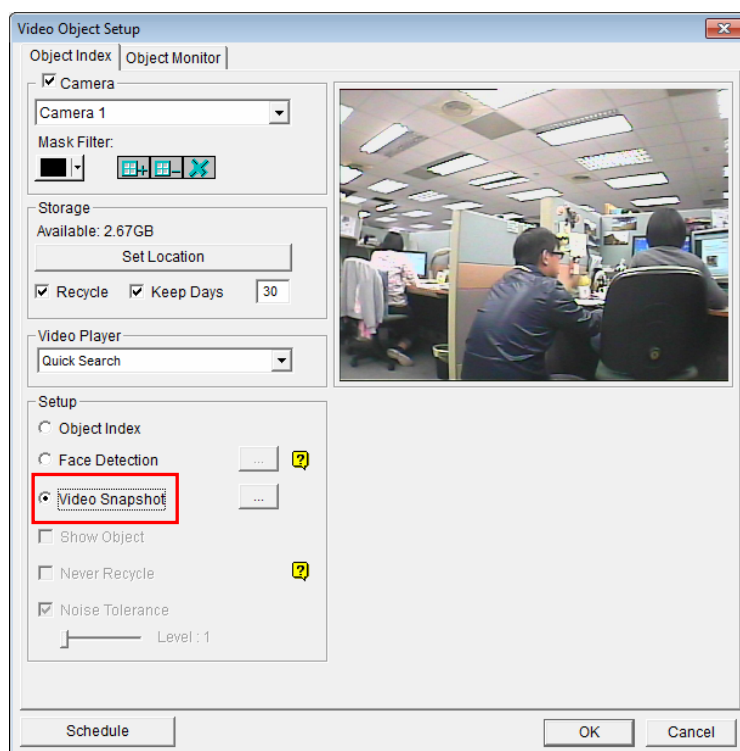 Video Object Setup
Object Index
Object Monitor
Camera
Camera 1
Mask Filter:
Storage
Available: 2.67GB
Set Location
Recycle
Keep Days
30
Video Player
Quick Search
Setup
Object Index
Face Detection
...
?
Video Snapshot
...
Show Object
Never Recycle
?
Noise Tolerance
Level : 1
Schedule
OK
Cancel